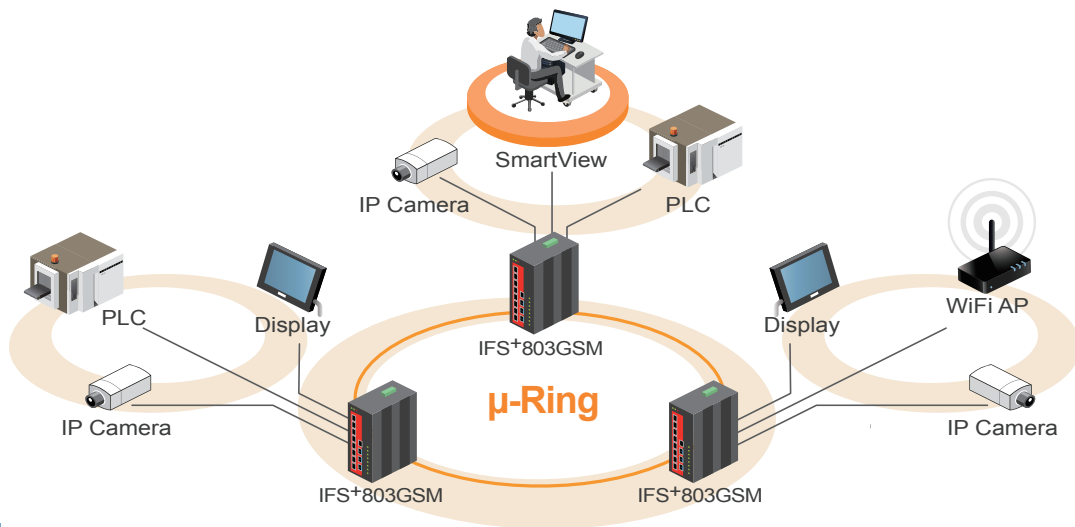 SmartView
IP Camera
PLC
PLC
Display
Display
WiFi AP
IFS+803GSM
µ-Ring
IP Camera
IP Camera
IFS+803GSM
IFS+803GSM